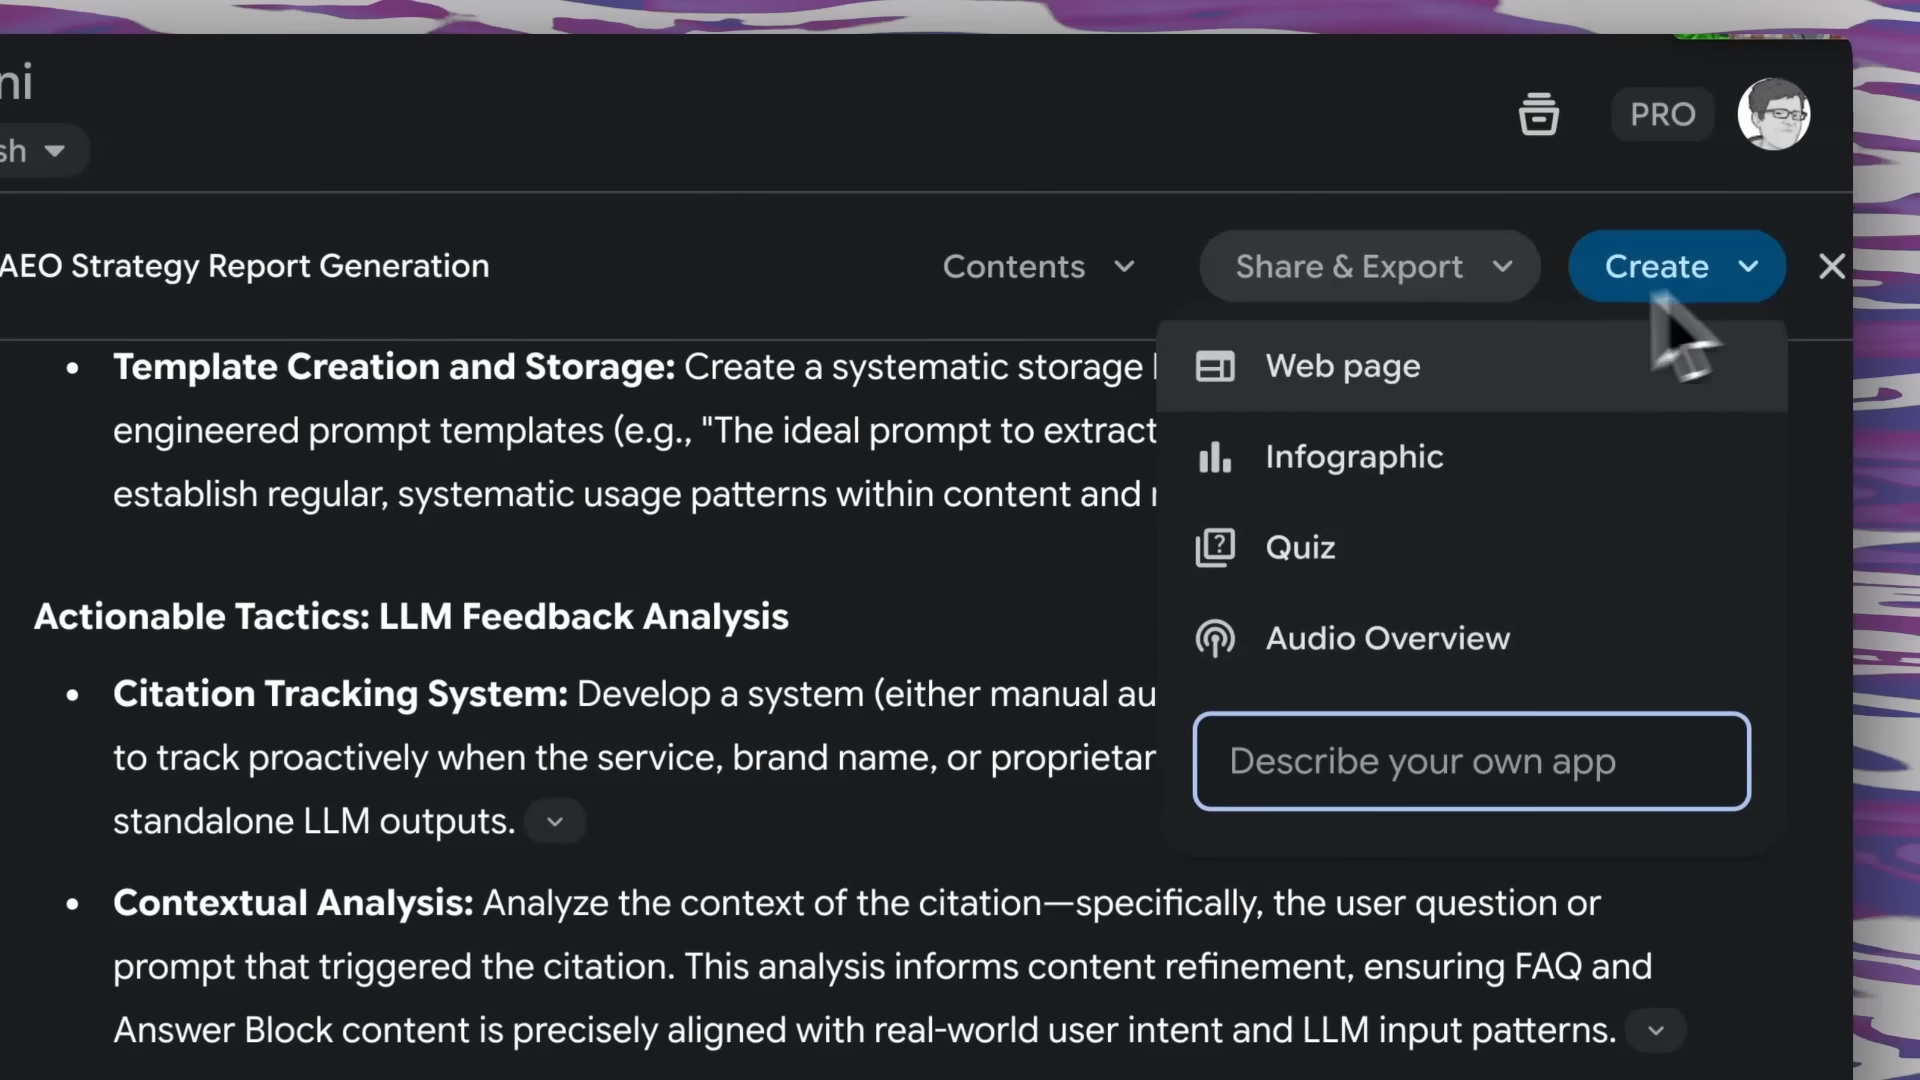 ni
PRO
sh
AEO Strategy Report Generation
Contents
Share & Export
Create
Web page
Infographic
Quiz
Audio Overview
Describe your own app
• Template Creation and Storage: Create a systematic storage
engineered prompt templates (e.g., "The ideal prompt to extract
establish regular, systematic usage patterns within content and
Actionable Tactics: LLM Feedback Analysis
• Citation Tracking System: Develop a system (either manual au
to track proactively when the service, brand name, or proprietar
standalone LLM outputs.
• Contextual Analysis: Analyze the context of the citation—specifically, the user question or
prompt that triggered the citation. This analysis informs content refinement, ensuring FAQ and
Answer Block content is precisely aligned with real-world user intent and LLM input patterns.